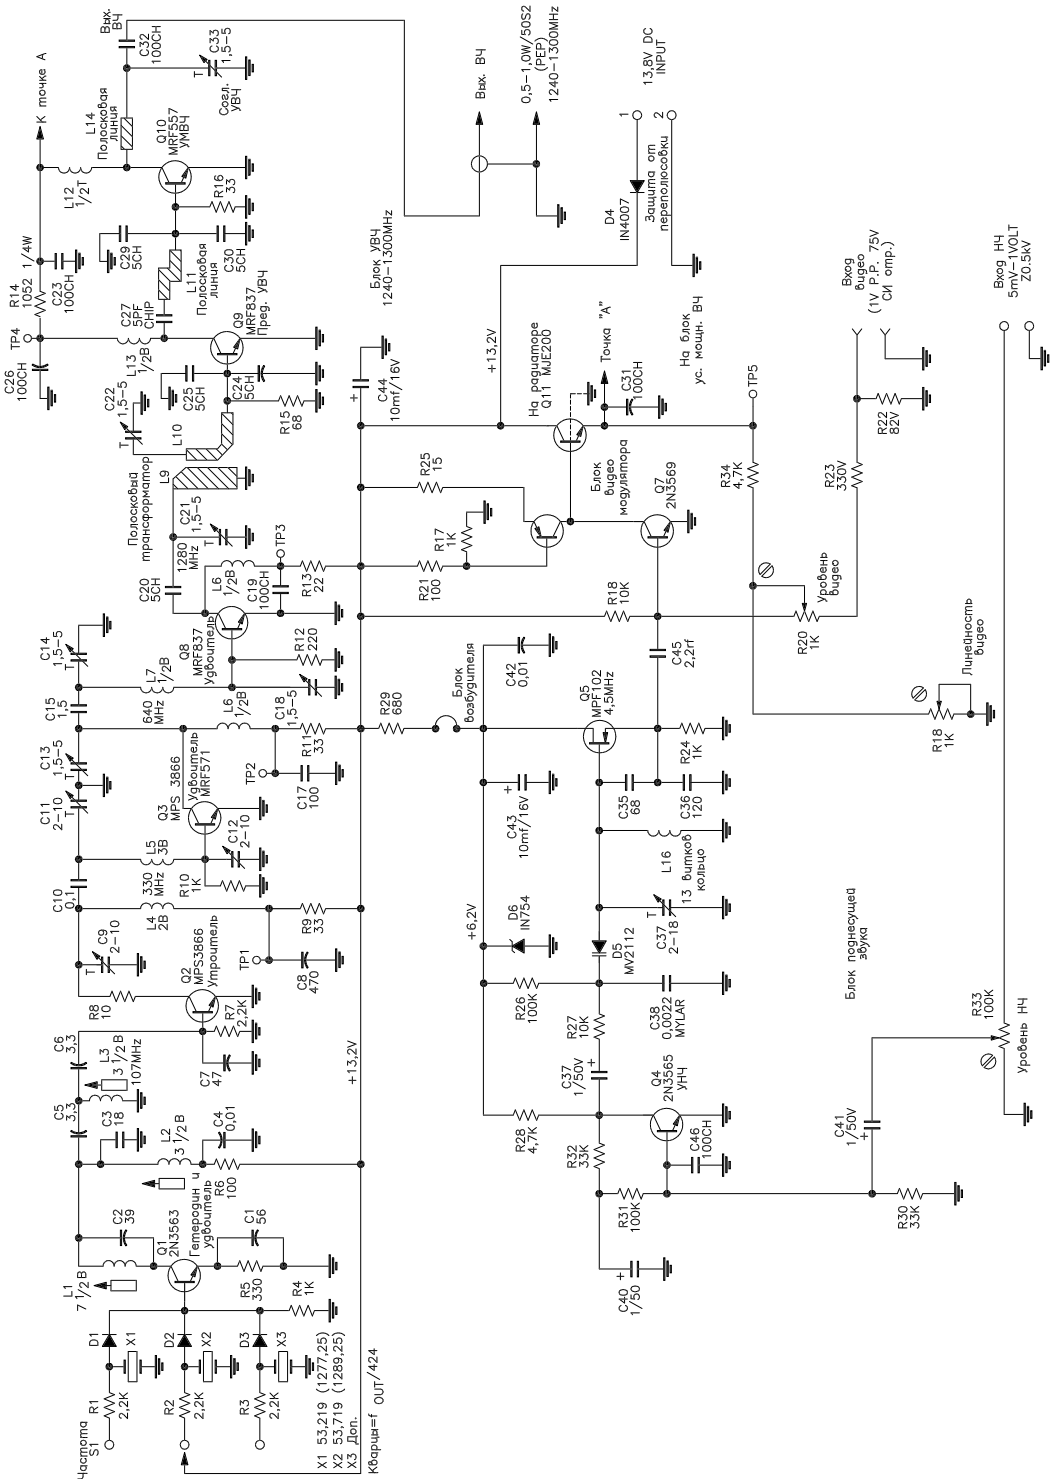 Частота
S1
R1
2,2K
R2
2,2K
R3
2,2K
D1
X1
D2
X2
D3
X3
X1 53,219 (1277,25)
X2 53,719 (1289,25)
X3 Доп.
Кварцы=f OUT/424
L1
7 1/2 B
C2
39
Q1
2N3563
Гетеродин и
удвоитель
C1
56
R5
330
R4
1K
L2
3 1/2 B
C3
18
C4
0,01
R6
100
C5
3,3
C6
3,3
L3
3 1/2 B
107MHz
C7
47
R7
2,2K
+13,2V
R8
10
Q2
MPS3866
Утроитель
C9
2-10
TP1
C8
470
R9
33
L4
2B
C10
0,1
330
MHz
L5
3B
R10
1K
C12
2-10
C11
2-10
Q3
MPS 3866
Удвоитель
MRF571
C13
1,5-5
TP2
C17
100
R11
33
C15
1,5
640
MHz
L7
1/2B
L6
1/2B
C18
1,5-5
C14
1,5-5
Q8
MRF837
Удвоитель
R12
220
C20
5CH
1280
MHz
C21
1,5-5
L6
1/2B
C19
100CH
TP3
R13
22
Полосковый
трансформатор
L9
L10
C22
1,5-5
C25
5CH
C24
5CH
R15
68
C26
100CH
TP4
L13
1/2B
C27
5PF
CHIP
Q9
MRF837
Пред. УВЧ
R14
1052 1/4W
C23
100CH
C29
5CH
C30
5CH
L11
Полосковая
линия
L12
1/2T
R16
33
Q10
MRF557
УМВЧ
L14
Полосковая
линия
К точке А
Вых.
ВЧ
C32
100CH
C33
1,5-5
Согл.
УВЧ
T
T
T
T
T
T
T
T
Блок УВЧ
1240-1300MHz
C44
10mf/16V
Вых. ВЧ
0,5-1,0W/50S2
(PEP)
1240-1300MHz
13,8V DC
INPUT
1
2
D4
IN4007
Защита от
переполюсовки
+13,2V
На радиаторе
Q11 MJE200
Точка "А"
На блок
ус. мощн. ВЧ
C31
100CH
TP5
R25
15
R17
1K
R21
100
Блок
видео
модулятора
Q7
2N3569
R34
4,7K
R18
10K
C45
2,2rf
R20
1K
Уровень
видео
R23
330V
R22
82V
Вход
видео
(1V P.P. 75V
СИ отр.)
R18
1K
Линейность
видео
R29
680
Блок
возбудителя
C42
0,01
Q5
MPF102
4,5MHz
R24
1K
C43
10mf/16V
C35
68
C36
120
L16
13 витков
кольцо
+6,2V
D6
IN754
D5
MV2112
C37
2-18
R26
100K
R27
10K
C38
0,0022
MYLAR
C37
1/50V
Q4
2N3565
УНЧ
R28
4,7K
R32
33K
C46
100CH
R31
100K
C40
1/50
R30
33K
C41
1/50V
R33
100K
Уровень НЧ
Блок поднесущей
звука
Вход НЧ
5mV-1VOLT
Z0.5kV